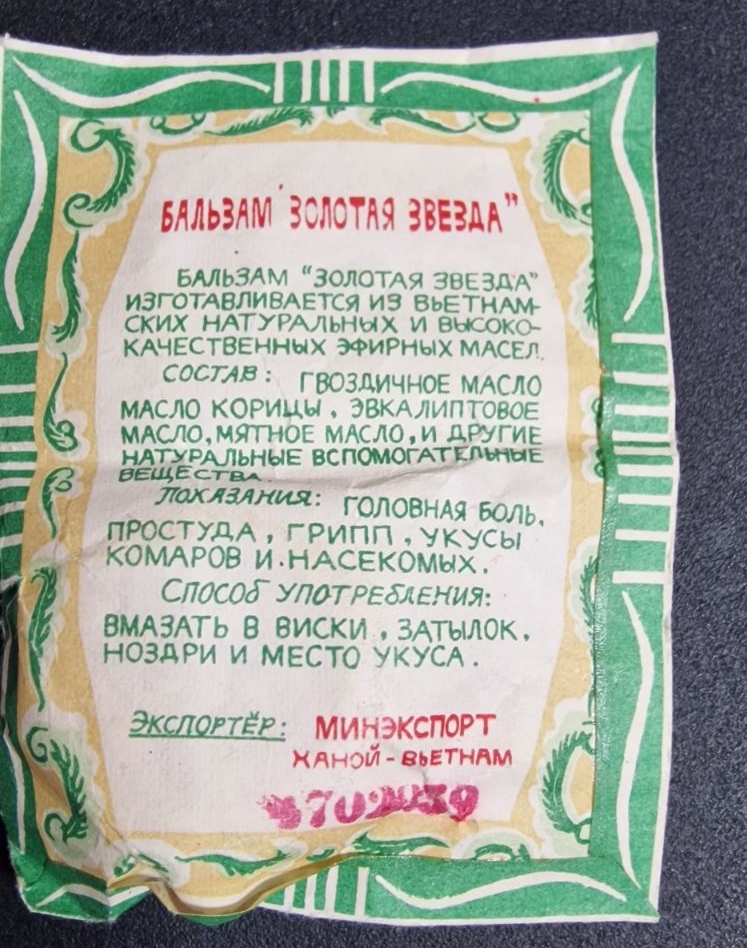 БАЛЬЗАМ "ЗОЛОТАЯ ЗВЕЗДА"
БАЛЬЗАМ "ЗОЛОТАЯ ЗВЕЗДА"
ИЗГОТАВЛИВАЕТСЯ ИЗ ВЬЕТНАМ-
СКИХ НАТУРАЛЬНЫХ И ВЫСОКО-
КАЧЕСТВЕННЫХ ЭФИРНЫХ МАСЕЛ.
СОСТАВ: ГВОЗДИЧНОЕ МАСЛО
МАСЛО КОРИЦЫ, ЭВКАЛИПТОВОЕ
МАСЛО, МЯТНОЕ МАСЛО, И ДРУГИЕ
НАТУРАЛЬНЫЕ ВСПОМОГАТЕЛЬНЫЕ
ВЕЩЕСТВА.
ПОКАЗАНИЯ: ГОЛОВНАЯ БОЛЬ,
ПРОСТУДА, ГРИПП, УКУСЫ
КОМАРОВ И НАСЕКОМЫХ.
СПОСОБ УПОТРЕБЛЕНИЯ:
ВМАЗАТЬ В ВИСКИ, ЗАТЫЛОК,
НОЗДРИ И МЕСТО УКУСА.
ЭКСПОРТЁР: МИНЭКСПОРТ
ХАНОЙ-ВЬЕТНАМ